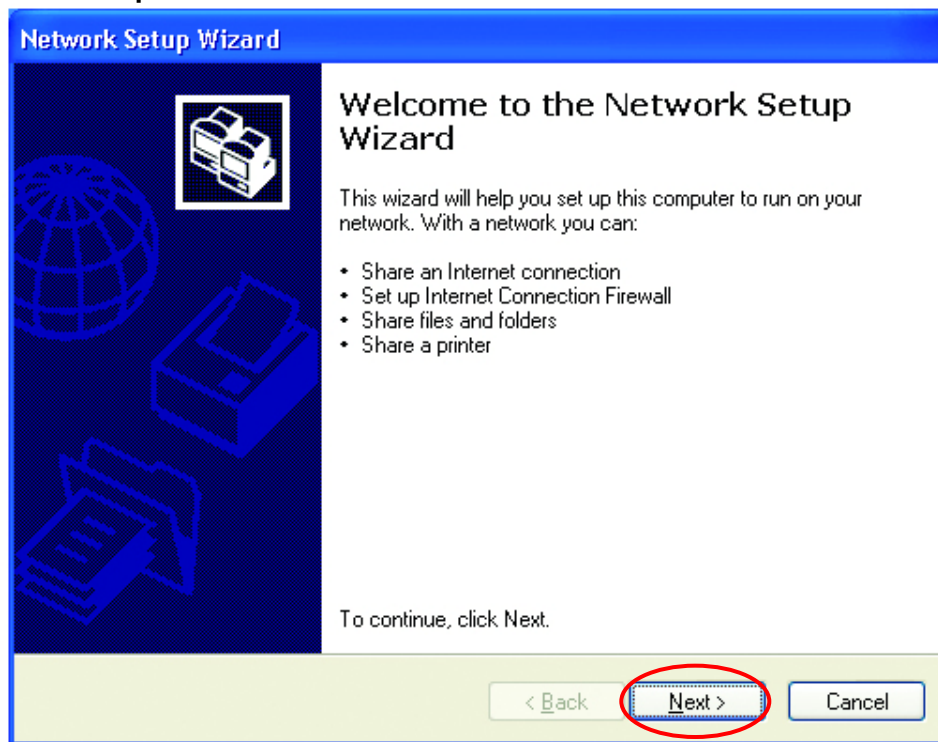 Network Setup Wizard
Welcome to the Network Setup
Wizard
This wizard will help you set up this computer to run on your
network. With a network you can:
• Share an Internet connection
• Set up Internet Connection Firewall
• Share files and folders
• Share a printer
To continue, click Next.
< Back Next > Cancel